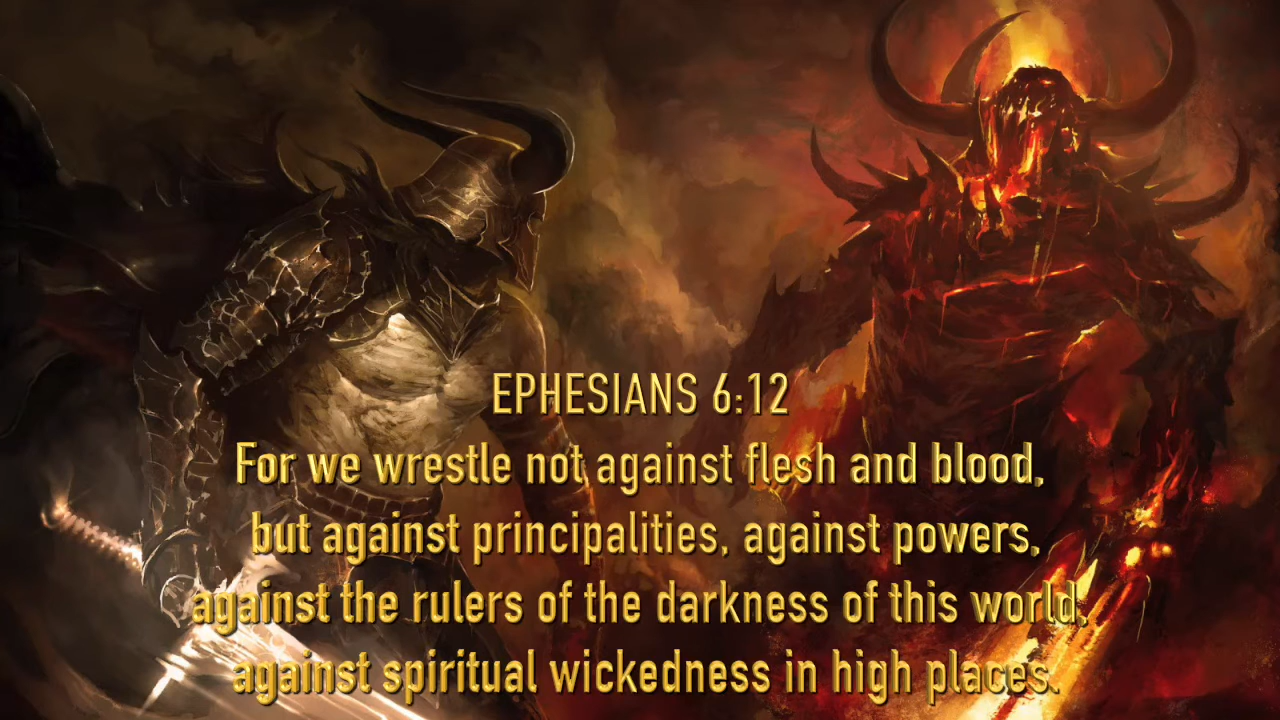 EPHESIANS 6:12
For we wrestle not against flesh and blood,
but against principalities, against powers,
against the rulers of the darkness of this world,
against spiritual wickedness in high places.